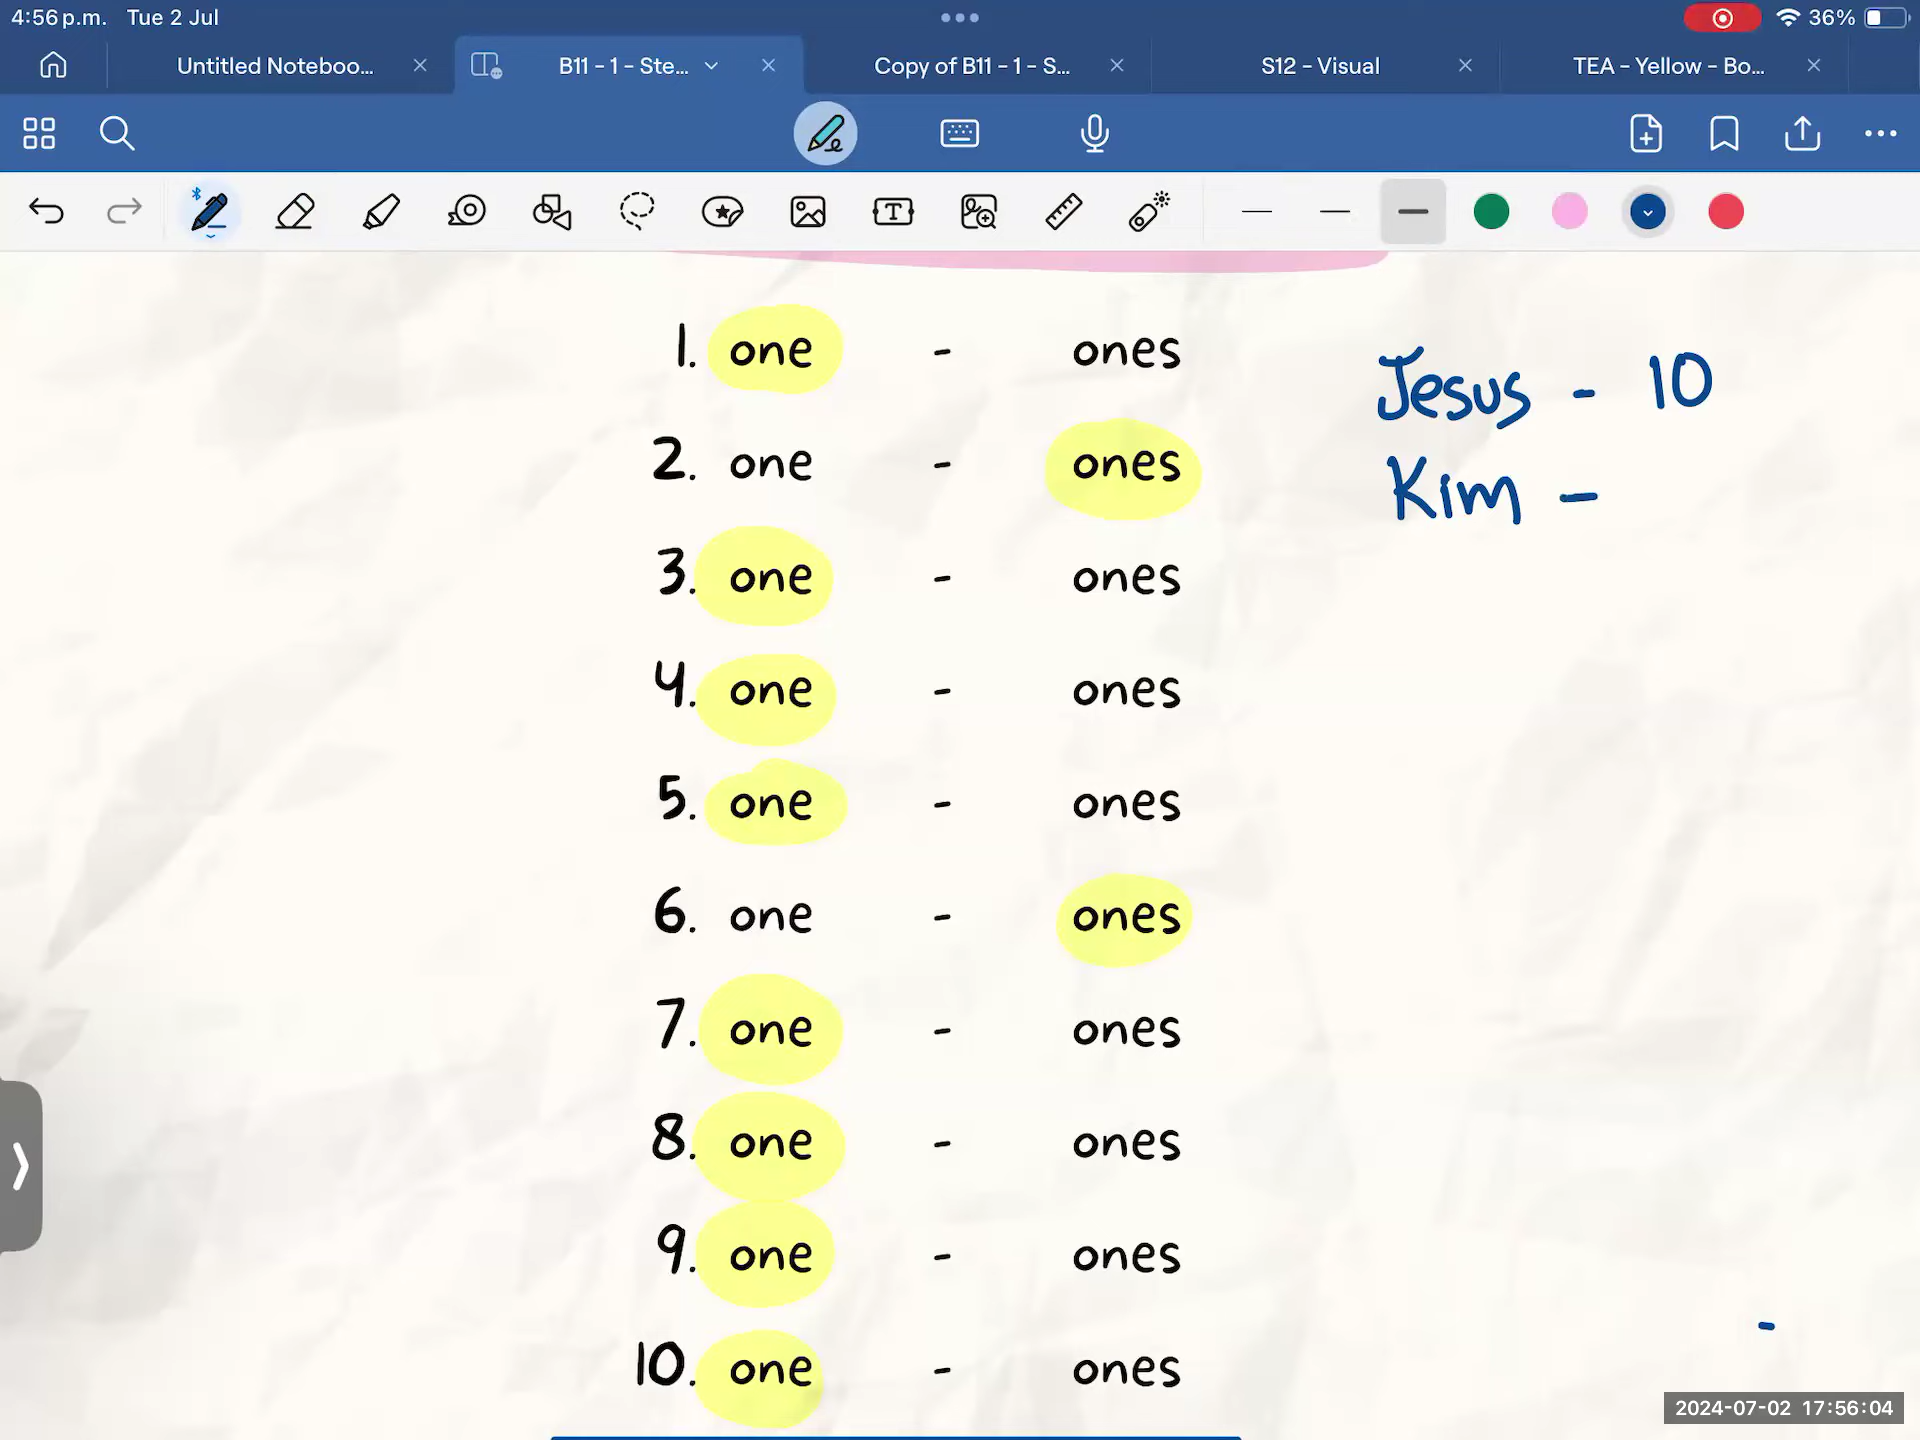 4:56 p.m. Tue 2 Jul
36%
Untitled Noteboo...
B11 - 1 - Ste...
Copy of B11 - 1 - S...
S12 - Visual
TEA - Yellow - Bo...
1. one - ones
2. one - ones
3. one - ones
4. one - ones
5. one - ones
6. one - ones
7. one - ones
8. one - ones
9. one - ones
10. one - ones
Jesus - 10
Kim -
-
2024-07-02 17:56:04